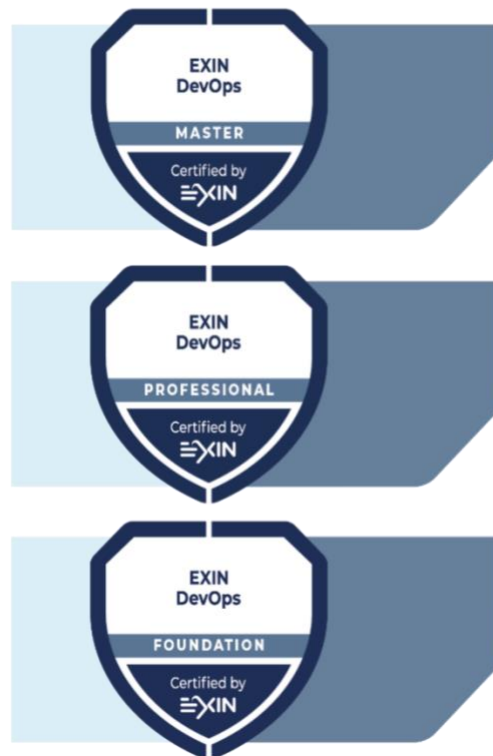 EXIN
DevOps
MASTER
Certified by
EXIN
EXIN
DevOps
PROFESSIONAL
Certified by
EXIN
EXIN
DevOps
FOUNDATION
Certified by
EXIN